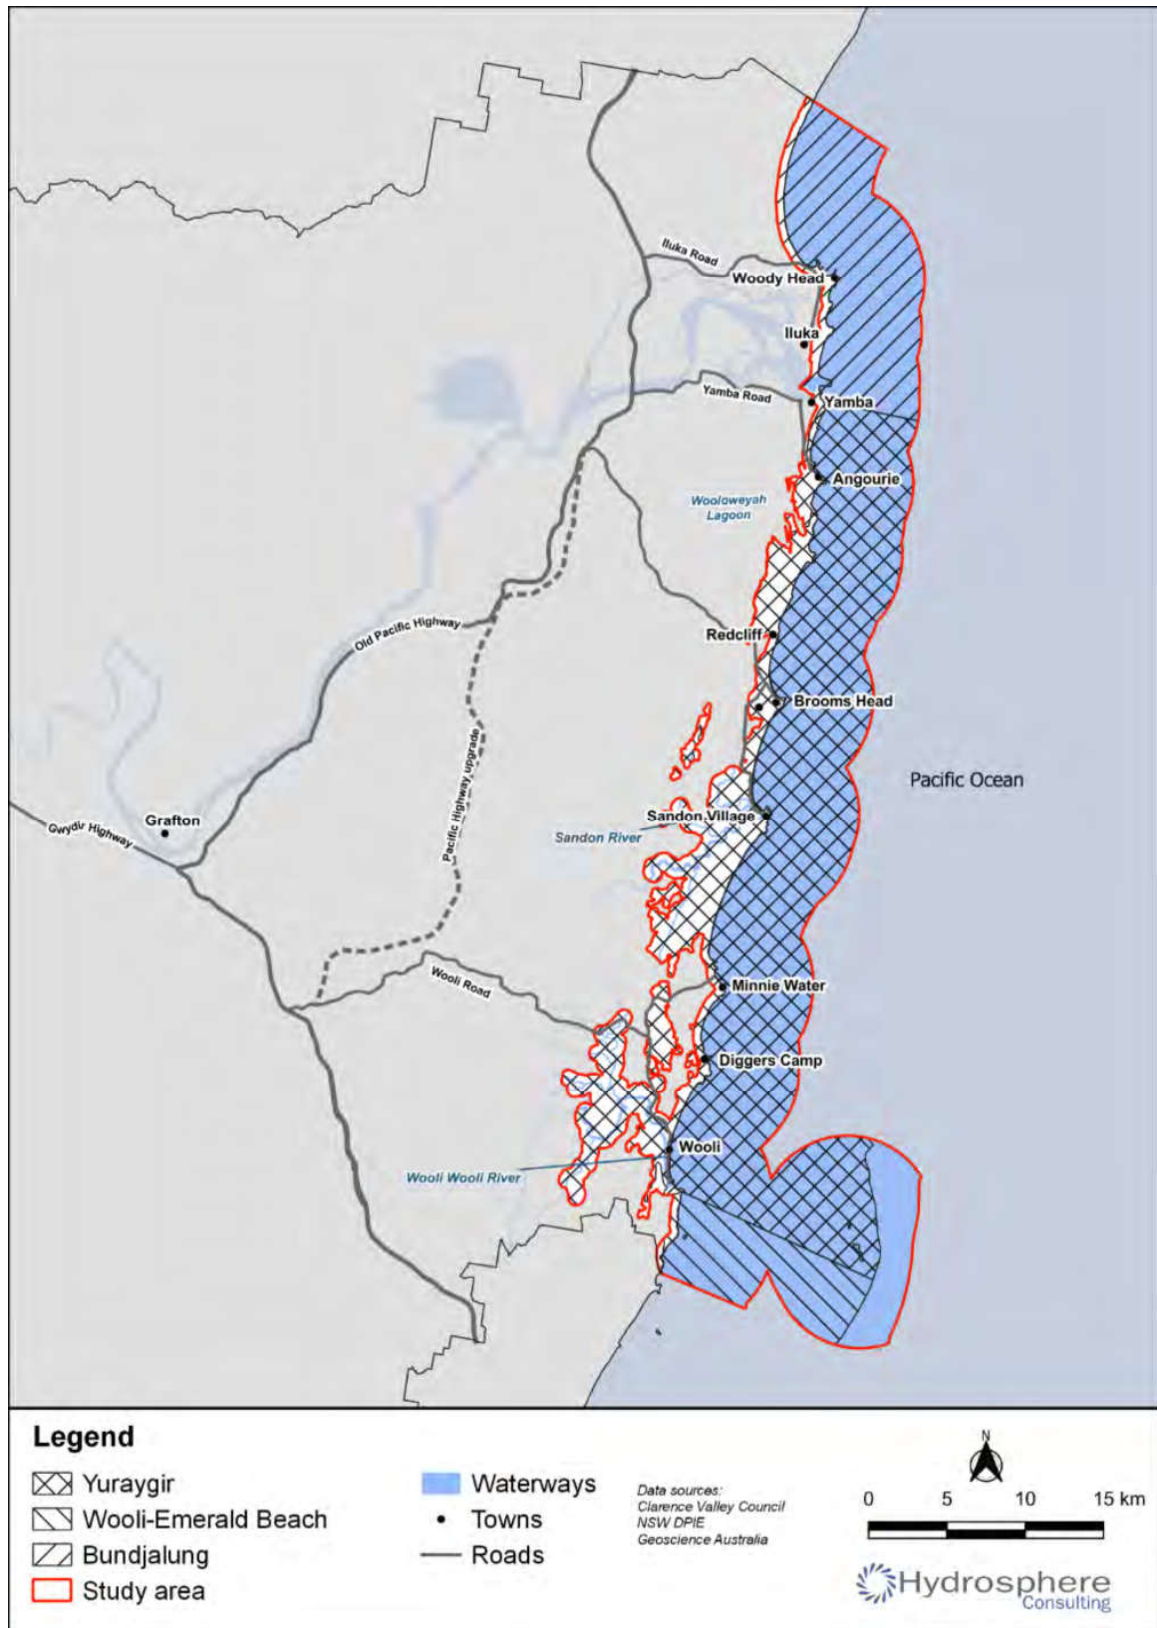 Iluka Road
Woody Head
Iluka
Yamba Road
Yamba
Angourie
Wooloweyah
Lagoon
Redcliff
Old Pacific Highway
Brooms Head
Pacific Highway upgrade
Pacific Ocean
Grafton
Gwydir Highway
Sandon Village
Sandon River
Wooli Road
Minnie Water
Diggers Camp
Wooli
Wooli Wooli River
Legend
Yuraygir
Wooli-Emerald Beach
Bundjalung
Study area
Waterways
Towns
Roads
Data sources:
Clarence Valley Council
NSW DPIE
Geoscience Australia
N
0 5 10 15 km
Hydrosphere
Consulting